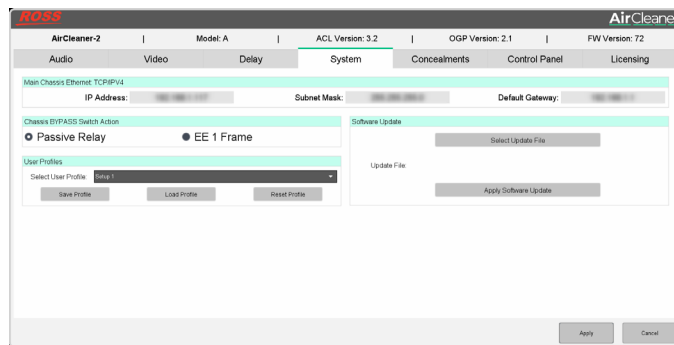 ROSS
AirCleane
AirCleaner-2 | Model: A | ACL Version: 3.2 | OGP Version: 2.1 | FW Version: 72
Audio Video Delay System Concealments Control Panel Licensing
Main Chassis Ethernet: TCP/IPV4
IP Address: Subnet Mask: Default Gateway:
Chassis BYPASS Switch Action
Passive Relay EE 1 Frame
User Profiles
Select User Profile: Setup 1
Save Profile Load Profile Reset Profile
Software Update
Select Update File
Update File:
Apply Software Update
Apply Cancel